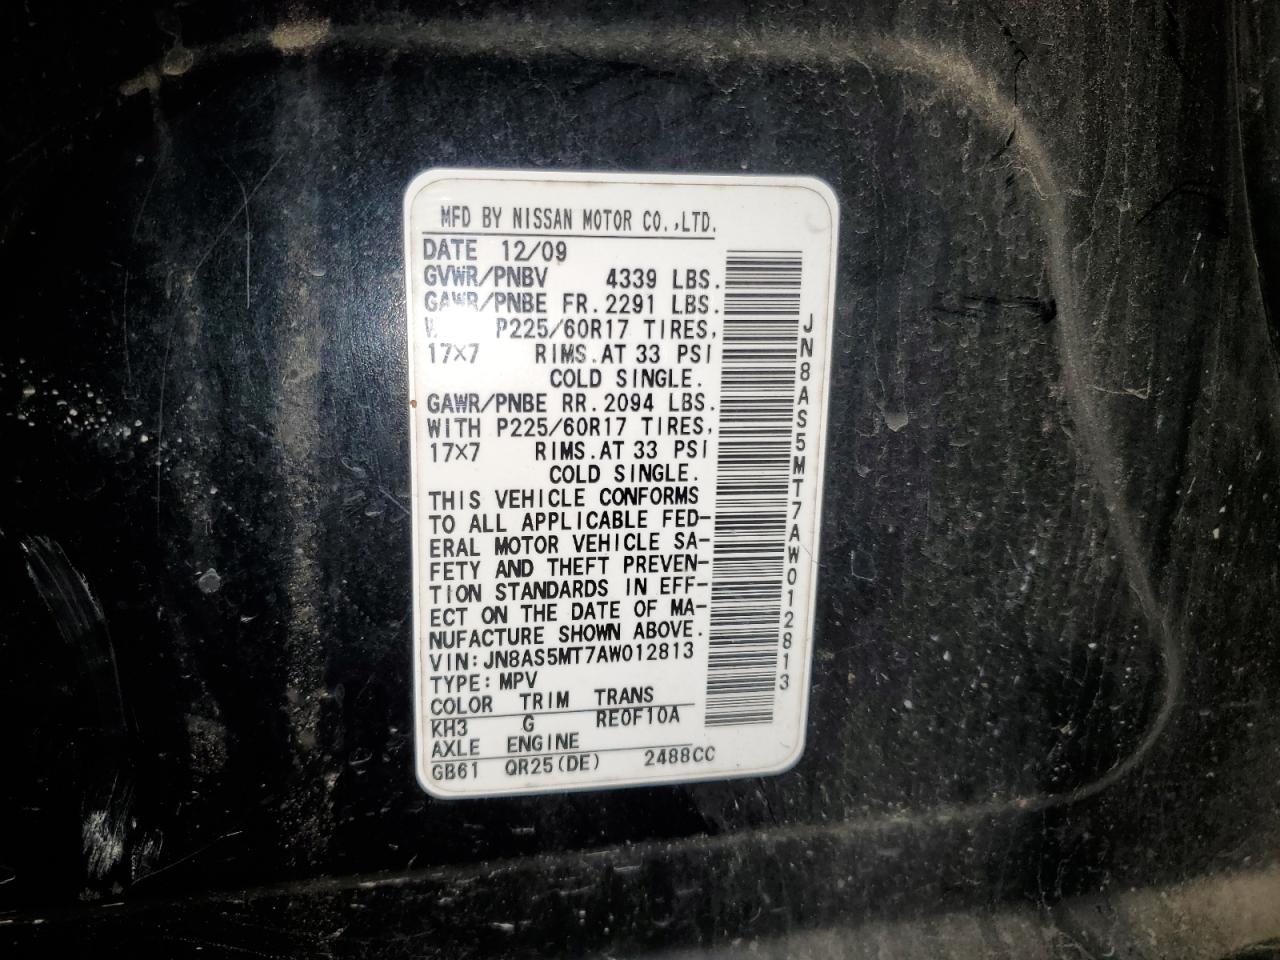 MFD BY NISSAN MOTOR CO.,LTD.
DATE 12/09
GVWR/PNBV 4339 LBS.
GAWR/PNBE FR.2291 LBS.
P225/60R17 TIRES,
17×7 RIMS.AT 33 PSI
COLD SINGLE.
GAWR/PNBE RR.2094 LBS.
WITH P225/60R17 TIRES,
17×7 RIMS.AT 33 PSI
COLD SINGLE.
THIS VEHICLE CONFORMS
TO ALL APPLICABLE FED-
ERAL MOTOR VEHICLE SA-
FETY AND THEFT PREVEN-
TION STANDARDS IN EFF-
ECT ON THE DATE OF MA-
NUFACTURE SHOWN ABOVE.
VIN:JN8AS5MT7AW012813
TYPE:MPV
COLOR TRIM TRANS
KH3 G RE0F10A
AXLE ENGINE
GB61 QR25(DE) 2488CC
JN8AS5MT7AW012813